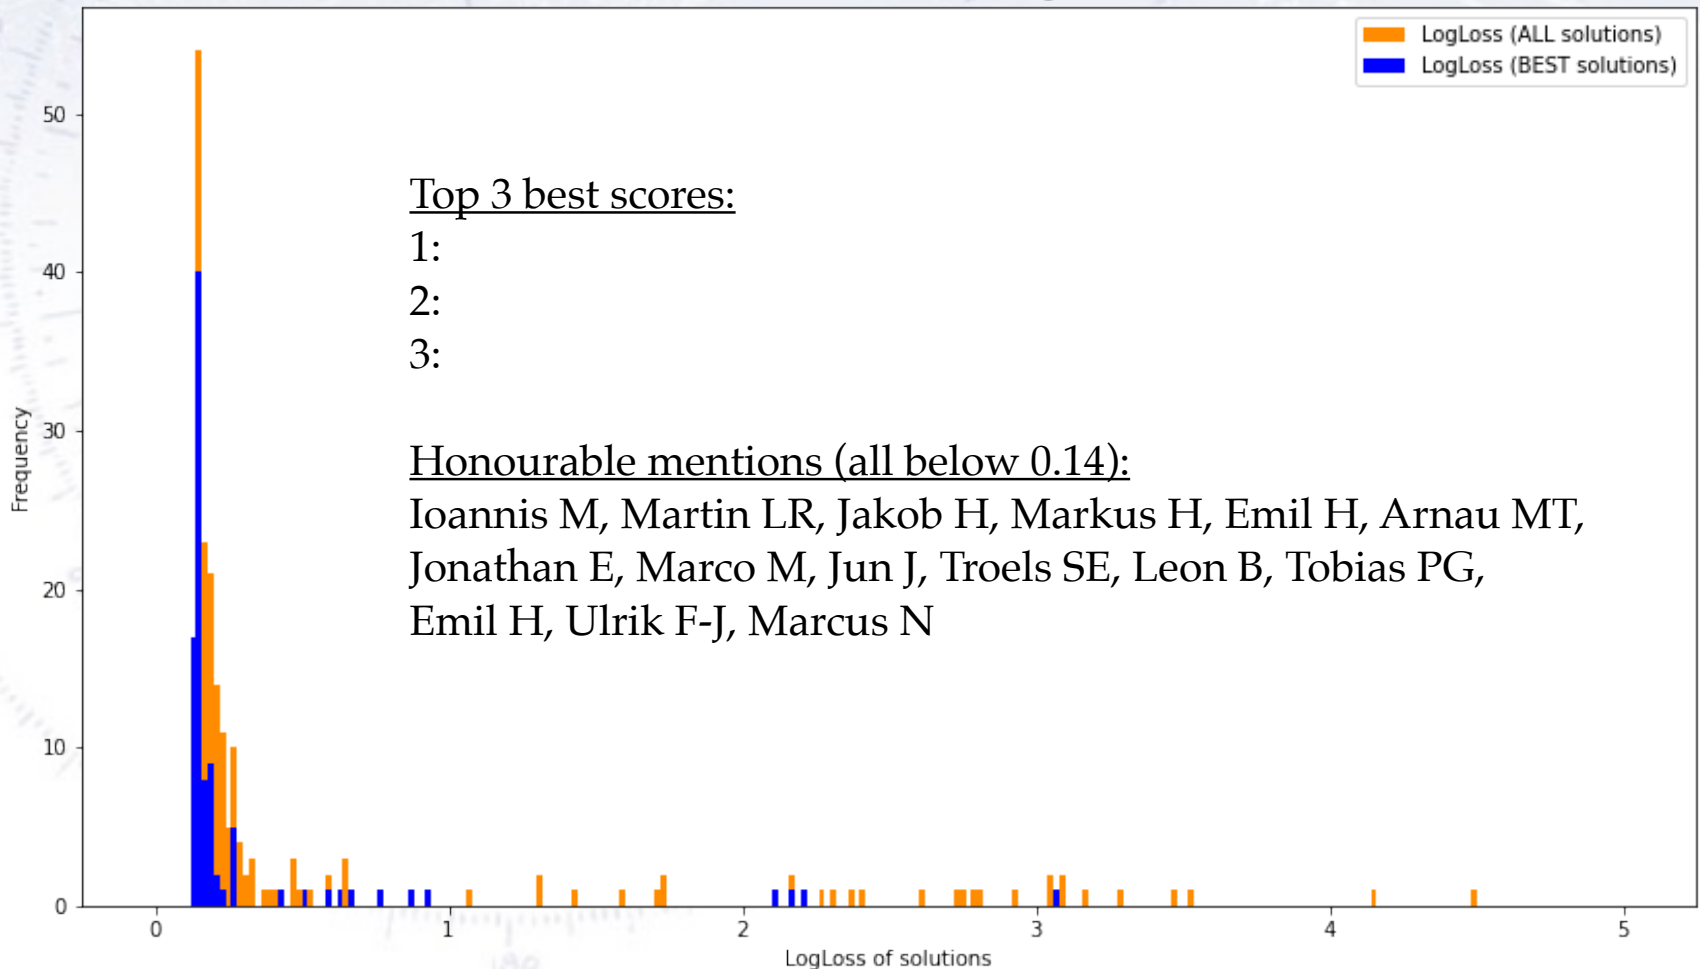 LogLoss (ALL solutions)
LogLoss (BEST solutions)
Top 3 best scores:
1:
2:
3:
Honourable mentions (all below 0.14):
Ioannis M, Martin LR, Jakob H, Markus H, Emil H, Arnau MT,
Jonathan E, Marco M, Jun J, Troels SE, Leon B, Tobias PG,
Emil H, Ulrik F-J, Marcus N
Frequency
50
40
30
20
10
0
0 1 2 3 4 5
LogLoss of solutions